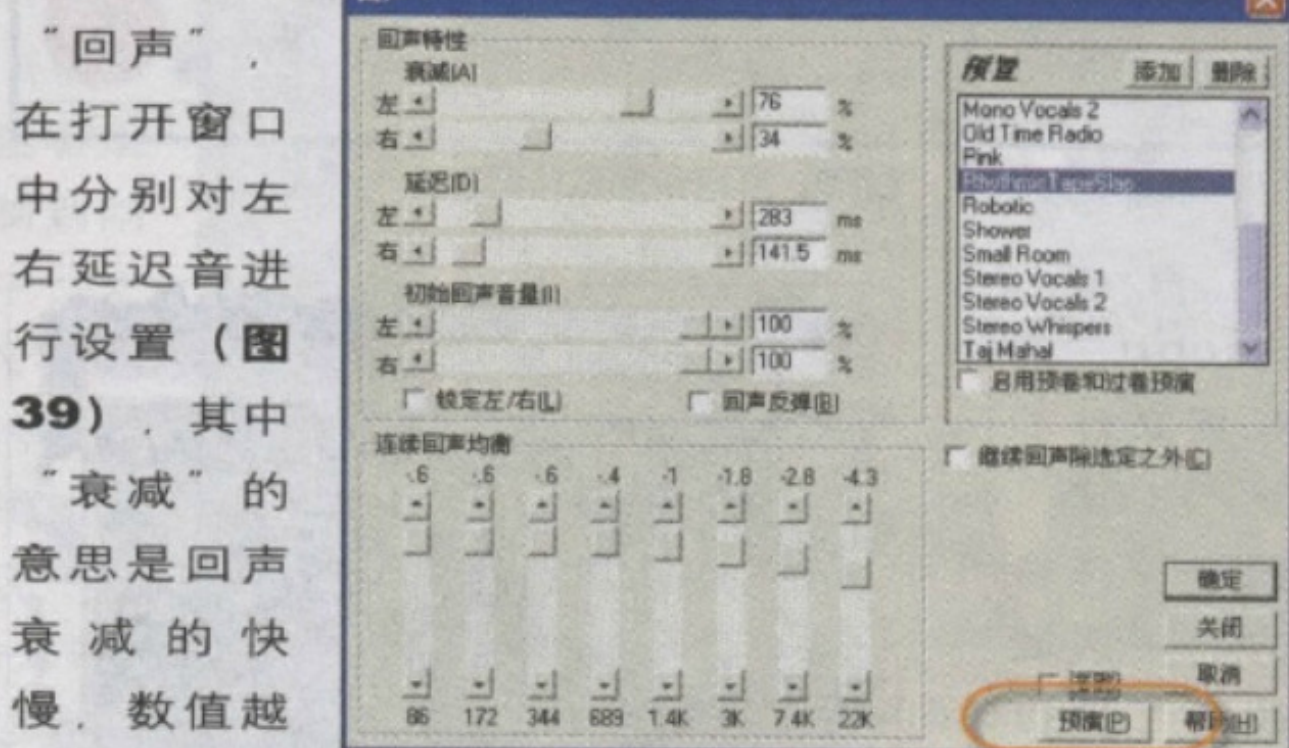 “回声”，
在打开窗口
中分别对左
右延迟音进
行设置（图
39），其中
“衰减”的
意思是回声
衰减的快
慢，数值越
回声特性
衰减(A)
左 76 %
右 34 %
延迟(D)
左 283 ms
右 141.5 ms
初始回声音量(I)
左 100 %
右 100 %
锁定左/右(L) 回声反弹(B)
连续回声均衡
-.6 -.6 -.6 -.4 -1 -1.8 -2.8 -4.3
86 172 344 689 1.4K 3K 7.4K 22K
预置 添加 删除
Mono Vocals 2
Old Time Radio
Pink
RhythmicTapeSlap
Robotic
Shower
Small Room
Stereo Vocals 1
Stereo Vocals 2
Stereo Whispers
Taj Mahal
启用预卷和过卷预演
继续回声除选定之外(C)
确定
关闭
取消
预演(P) 帮助(H)